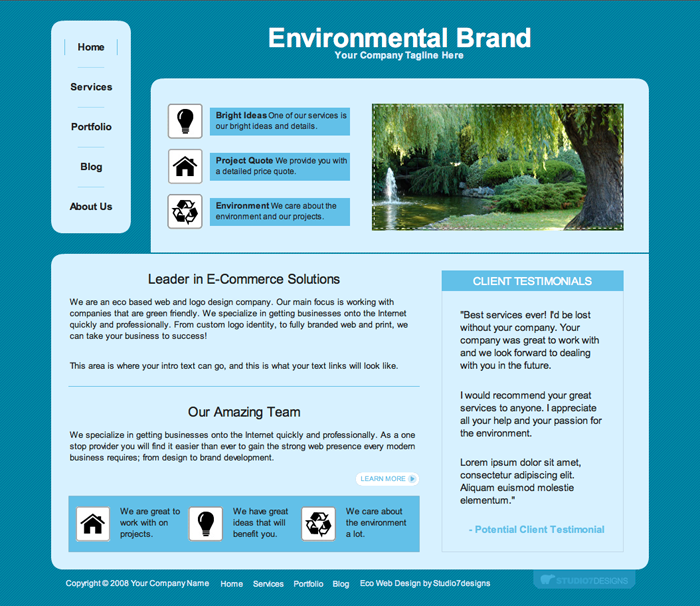 Environmental Brand
Your Company Tagline Here
Home
Services
Portfolio
Blog
About Us
Bright Ideas One of our services is
our bright ideas and details.
Project Quote We provide you with
a detailed price quote.
Environment We care about the
environment and our projects.
Leader in E-Commerce Solutions
We are an eco based web and logo design company. Our main focus is working with
companies that are green friendly. We specialize in getting businesses onto the Internet
quickly and professionally. From custom logo identity, to fully branded web and print, we
can take your business to success!
This area is where your intro text can go, and this is what your text links will look like.
Our Amazing Team
We specialize in getting businesses onto the Internet quickly and professionally. As a one
stop provider you will find it easier than ever to gain the strong web presence every modern
business requires; from design to brand development.
LEARN MORE
We are great to
work with on
projects.
We have great
ideas that will
benefit you.
We care about
the environment
a lot.
CLIENT TESTIMONIALS
"Best services ever! I'd be lost
without your company. Your
company was great to work with
and we look forward to dealing
with you in the future.
I would recommend your great
services to anyone. I appreciate
all your help and your passion for
the environment.
Lorem ipsum dolor sit amet,
consectetur adipiscing elit.
Aliquam euismod molestie
elementum."
- Potential Client Testimonial
Copyright © 2008 Your Company Name Home Services Portfolio Blog Eco Web Design by Studio7designs
STUDIO7DESIGNS